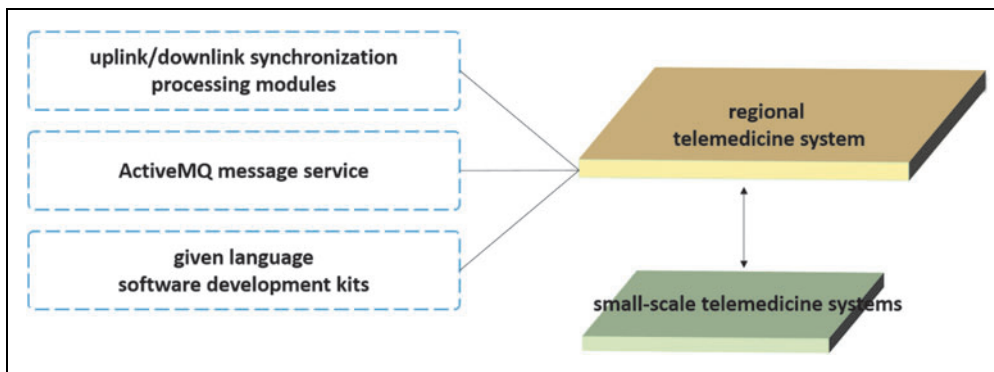 uplink/downlink synchronization
processing modules
ActiveMQ message service
given language
software development kits
regional
telemedicine system
small-scale telemedicine systems